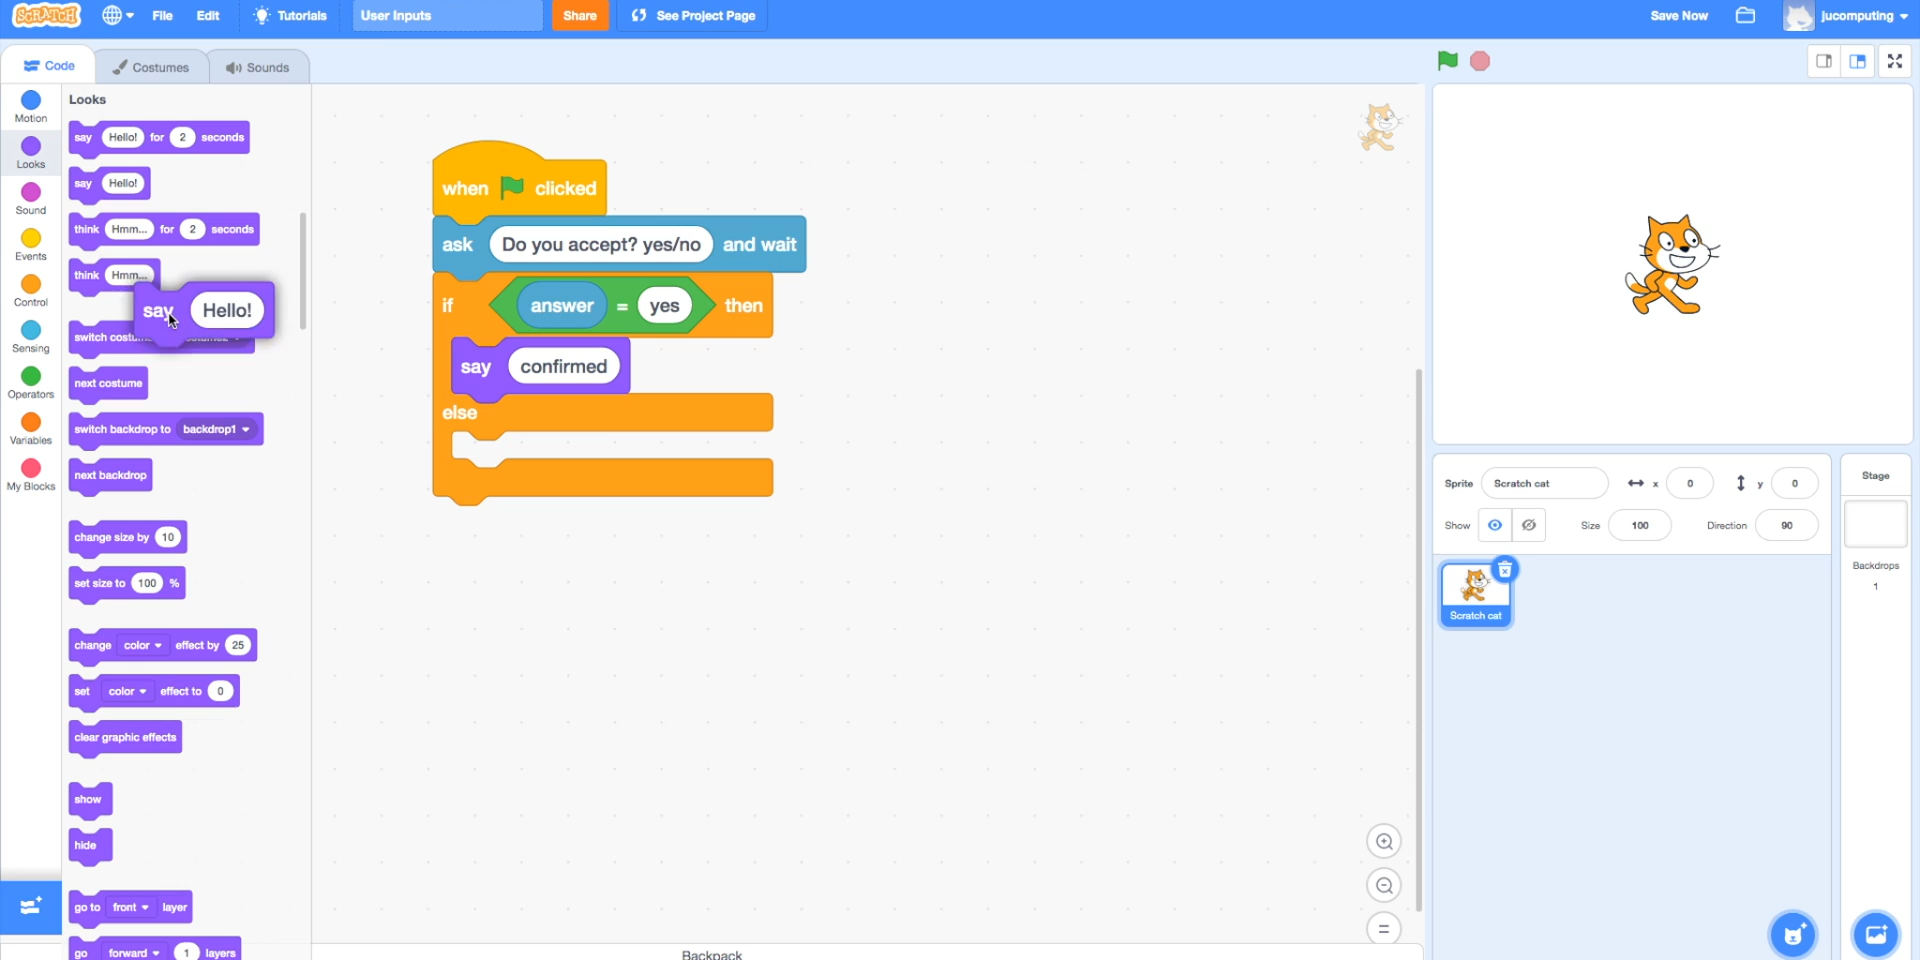 SCRATCH
File
Edit
Tutorials
User Inputs
Share
See Project Page
Save Now
jucomputing
Code
Costumes
Sounds
Motion
Looks
Sound
Events
Control
Sensing
Operators
Variables
My Blocks
Looks
say Hello! for 2 seconds
say Hello!
think Hmm... for 2 seconds
think Hmm...
say Hello!
switch
next costume
switch backdrop to backdrop1
next backdrop
change size by 10
set size to 100 %
change color effect by 25
set color effect to 0
clear graphic effects
show
hide
go to front layer
go forward 1 layers
when clicked
ask Do you accept? yes/no and wait
if answer = yes then
say confirmed
else
Backpack
Sprite Scratch cat x 0 y 0
Show Size 100 Direction 90
Scratch cat
Stage
Backdrops
1